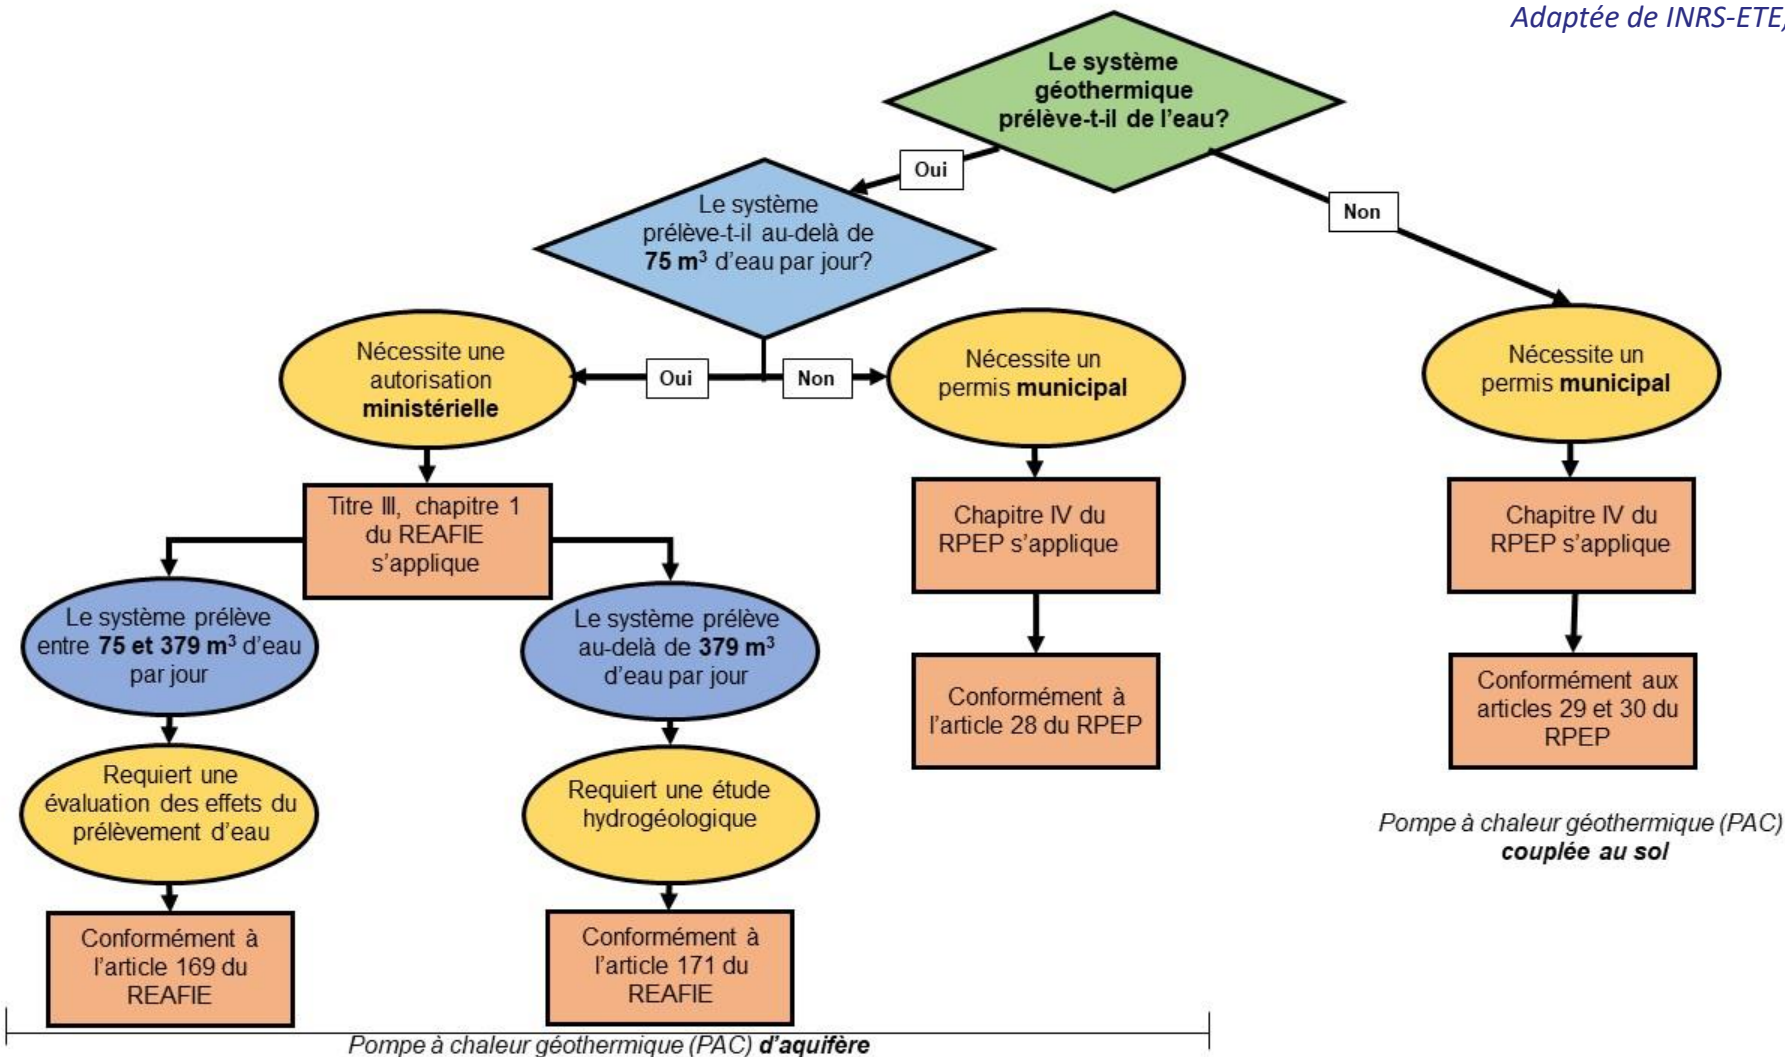 Adaptée de INRS-ETE,
Le système
géothermique
prélève-t-il de l'eau?
Oui
Non
Le système
prélève-t-il au-delà de
75 m³ d'eau par jour?
Oui
Non
Nécessite une
autorisation
ministérielle
Nécessite un
permis municipal
Nécessite un
permis municipal
Titre III, chapitre 1
du REAFIE
s'applique
Chapitre IV du
RPEP s'applique
Chapitre IV du
RPEP s'applique
Le système prélève
entre 75 et 379 m³ d'eau
par jour
Le système prélève
au-delà de 379 m³
d'eau par jour
Conformément à
l'article 28 du RPEP
Conformément aux
articles 29 et 30 du
RPEP
Requiert une
évaluation des effets du
prélèvement d'eau
Requiert une étude
hydrogéologique
Pompe à chaleur géothermique (PAC)
couplée au sol
Conformément à
l'article 169 du
REAFIE
Conformément à
l'article 171 du
REAFIE
Pompe à chaleur géothermique (PAC) d'aquifère